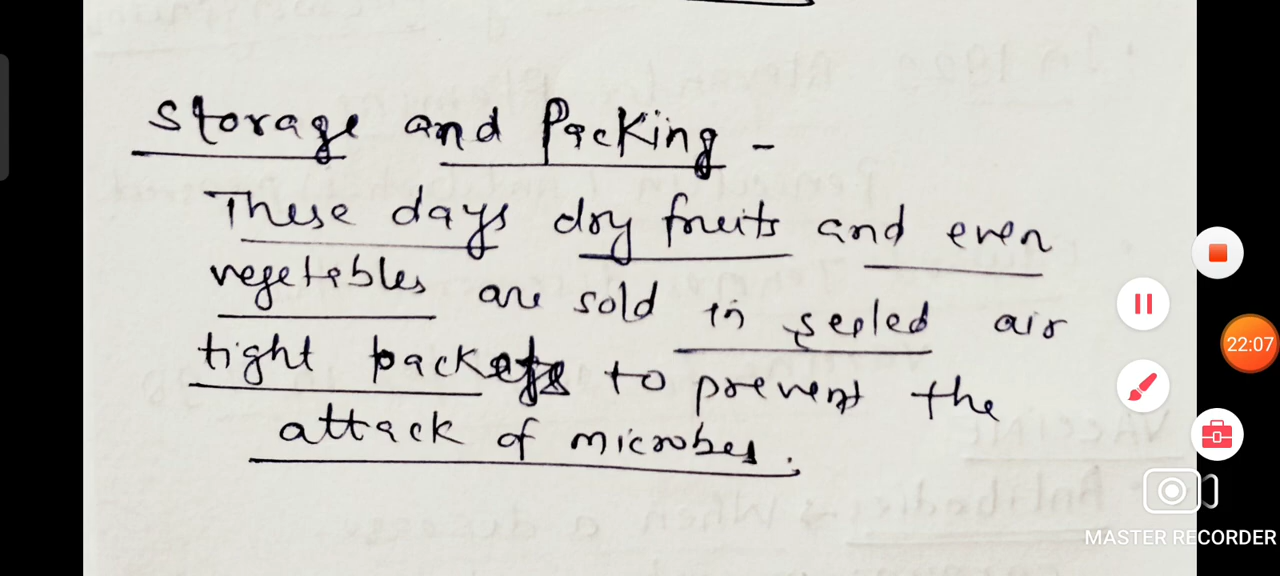 Storage and Packing -
These days dry fruits and even
vegetables are sold in sealed air
tight packets to prevent the
attack of microbes.
22:07
MASTER RECORDER